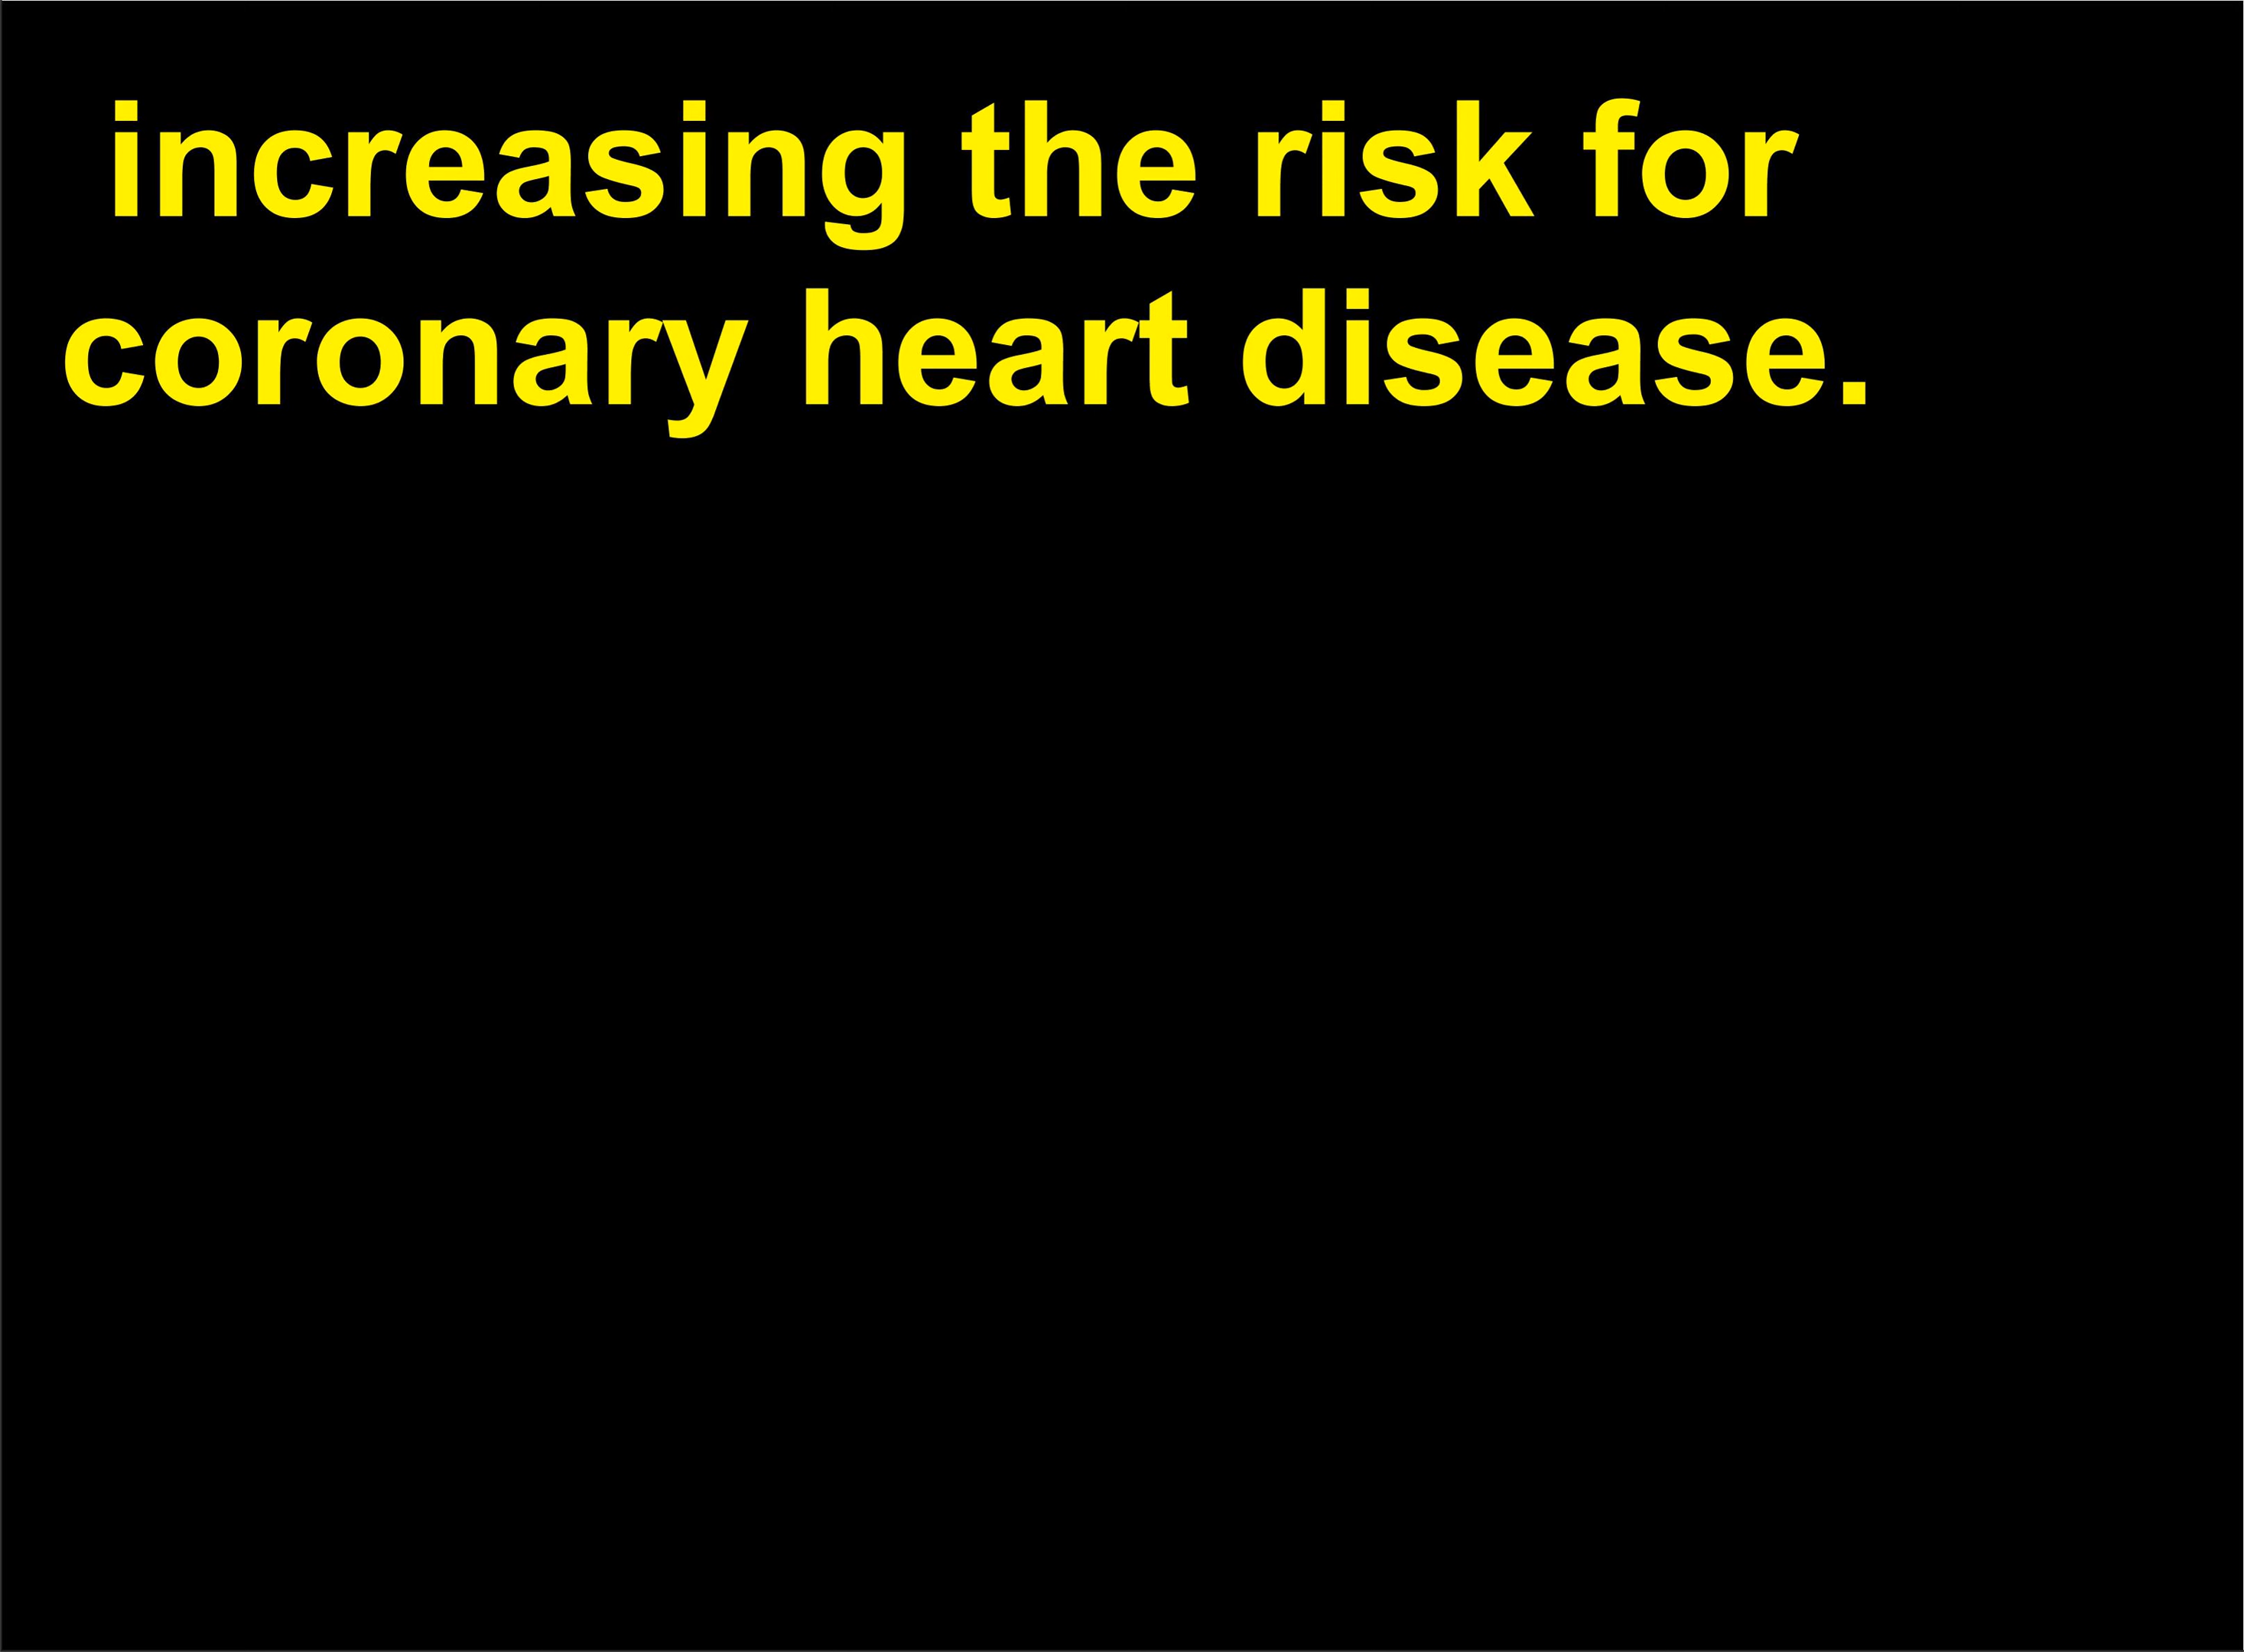 increasing the risk for
coronary heart disease.